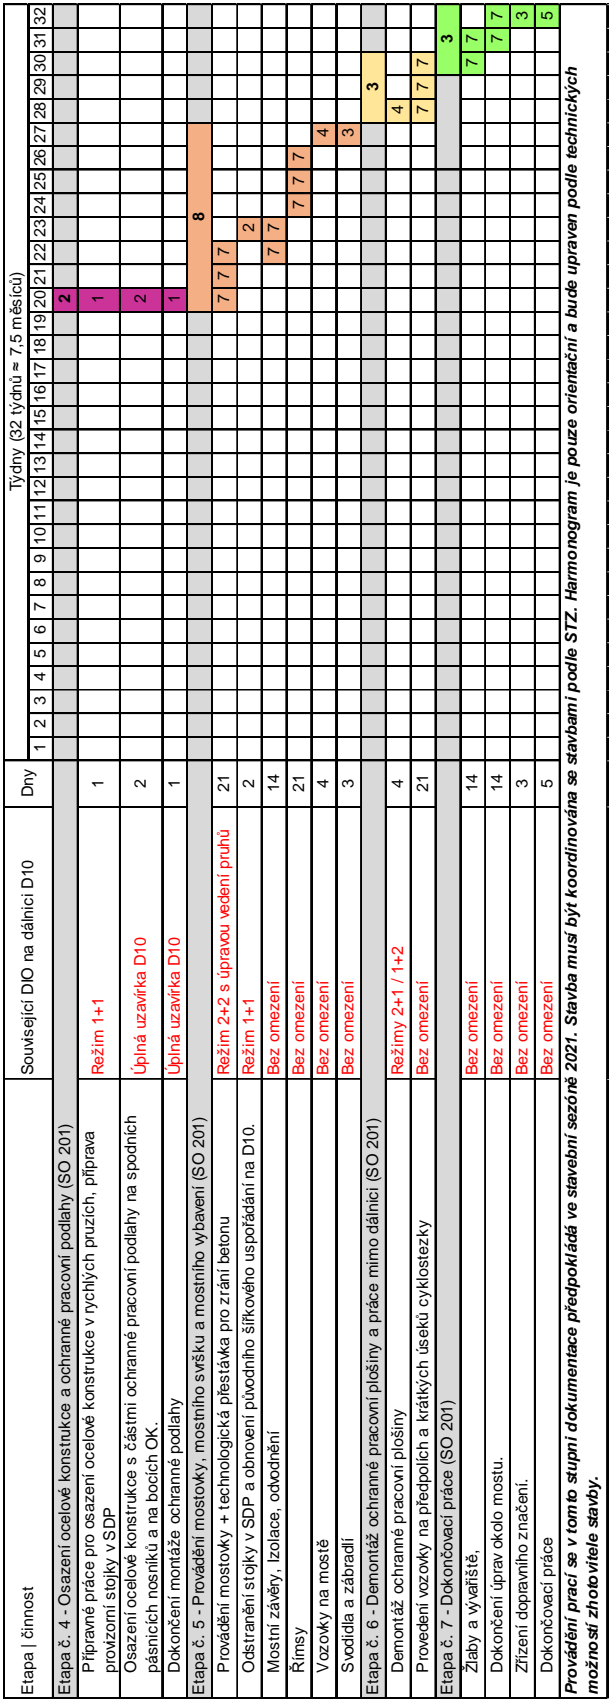 Týdny (32 týdnů ≈ 7,5 měsíců)
Etapa | činnost Související DIO na dálnici D10 Dny 1 2 3 4 5 6 7 8 9 10 11 12 13 14 15 16 17 18 19 20 21 22 23 24 25 26 27 28 29 30 31 32
Etapa č. 4 - Osazení ocelové konstrukce a ochranné pracovní podlahy (SO 201) 2
Přípravné práce pro osazení ocelové konstrukce v rychlých pruzích, příprava
provizorní stojky v SDP Režim 1+1 1 1
Osazení ocelové konstrukce s částmi ochranné pracovní podlahy na spodních
pásnicích nosníků a na bocích OK. Úplná uzavírka D10 2 2
Dokončení montáže ochranné podlahy Úplná uzavírka D10 1 1
Etapa č. 5 - Provádění mostovky, mostního svršku a mostního vybavení (SO 201) 8
Provádění mostovky + technologická přestávka pro zrání betonu Režim 2+2 s úpravou vedení pruhů 21 7 7 7
Odstranění stojky v SDP a obnovení původního šířkového uspořádání na D10. Režim 1+1 2 2
Mostní závěry, Izolace, odvodnění Bez omezení 14 7 7
Římsy Bez omezení 21 7 7 7
Vozovky na mostě Bez omezení 4 4
Svodidla a zábradlí Bez omezení 3 3
Etapa č. 6 - Demontáž ochranné pracovní plošiny a práce mimo dálnici (SO 201) 3
Demontáž ochranné pracovní plošiny Režimy 2+1 / 1+2 4 4
Provedení vozovky na předpolích a krátkých úseků cyklostezky Bez omezení 21 7 7 7
Etapa č. 7 - Dokončovací práce (SO 201) 3
Žlaby a vývařiště, Bez omezení 14 7 7
Dokončení úprav okolo mostu. Bez omezení 14 7 7
Zřízení dopravního značení. Bez omezení 3 3
Dokončovací práce Bez omezení 5 5
Provádění prací se v tomto stupni dokumentace předpokládá ve stavební sezóně 2021. Stavba musí být koordinována se stavbami podle STZ. Harmonogram je pouze orientační a bude upraven podle technických
možností zhotovitele stavby.